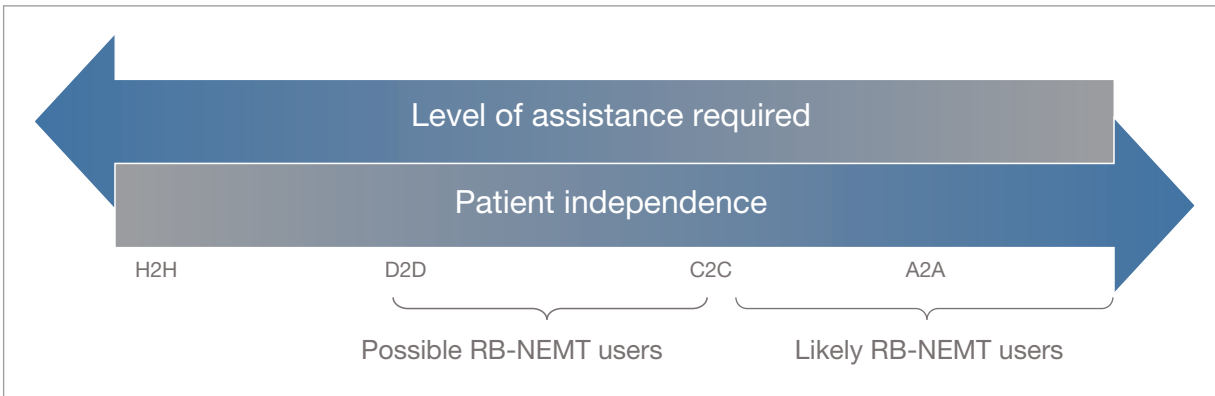 Level of assistance required
Patient independence
H2H D2D C2C A2A
Possible RB-NEMT users Likely RB-NEMT users